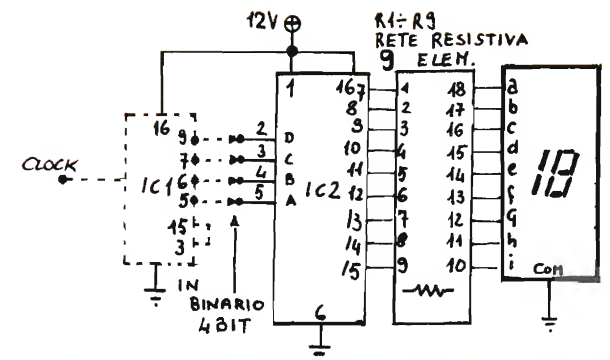 12V
R1÷R9
RETE RESISTIVA
9 ELEM.
CLOCK
16
9
7
6
5
15
3
IC1
IN
BINARIO
4 BIT
1
16
2 D
3 C
4 B
5 A
IC2
6
7
8
9
10
11
12
13
14
15
1 18
2 17
3 16
4 15
5 14
6 13
7 12
8 11
9 10
a
b
c
d
e
f
g
h
i
18
COM